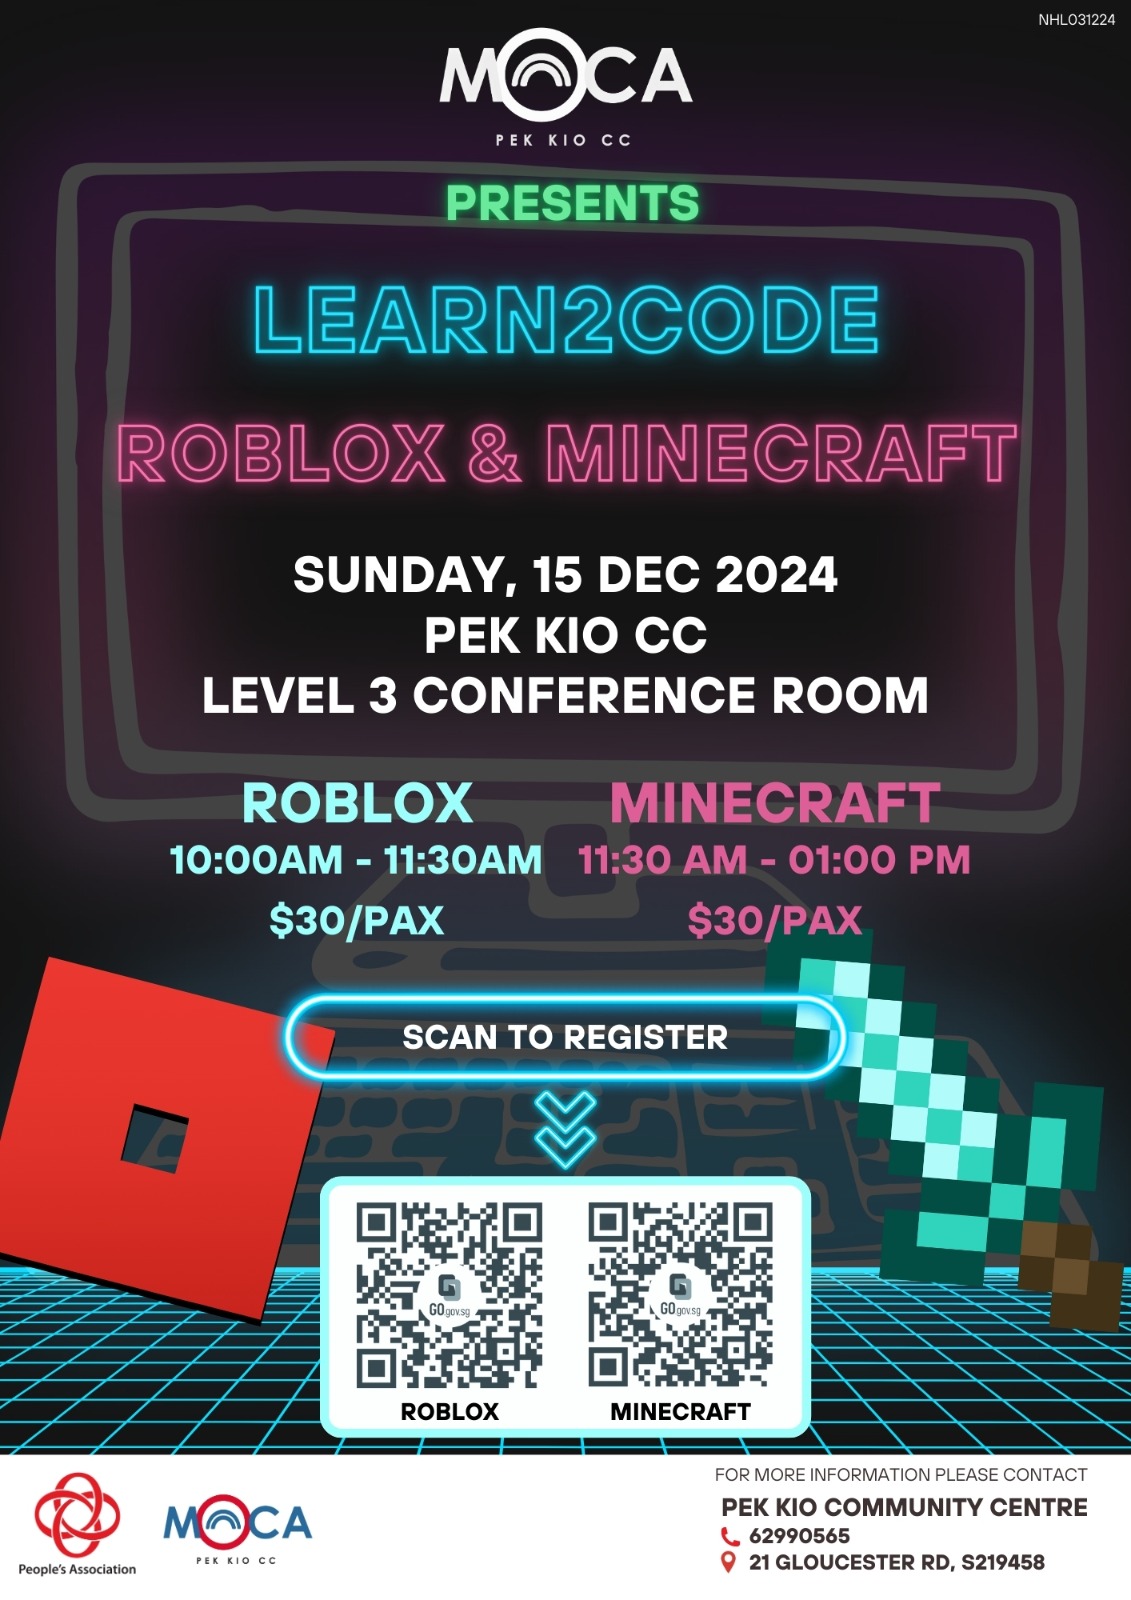 NHL031224
MOCA
PEK KIO CC
PRESENTS
LEARN2CODE
ROBLOX & MINECRAFT
SUNDAY, 15 DEC 2024
PEK KIO CC
LEVEL 3 CONFERENCE ROOM
ROBLOX
10:00AM - 11:30AM
$30/PAX
MINECRAFT
11:30 AM - 01:00 PM
$30/PAX
SCAN TO REGISTER
GO gov.sg
ROBLOX
GO gov.sg
MINECRAFT
People's Association
MOCA
PEK KIO CC
FOR MORE INFORMATION PLEASE CONTACT
PEK KIO COMMUNITY CENTRE
62990565
21 GLOUCESTER RD, S219458